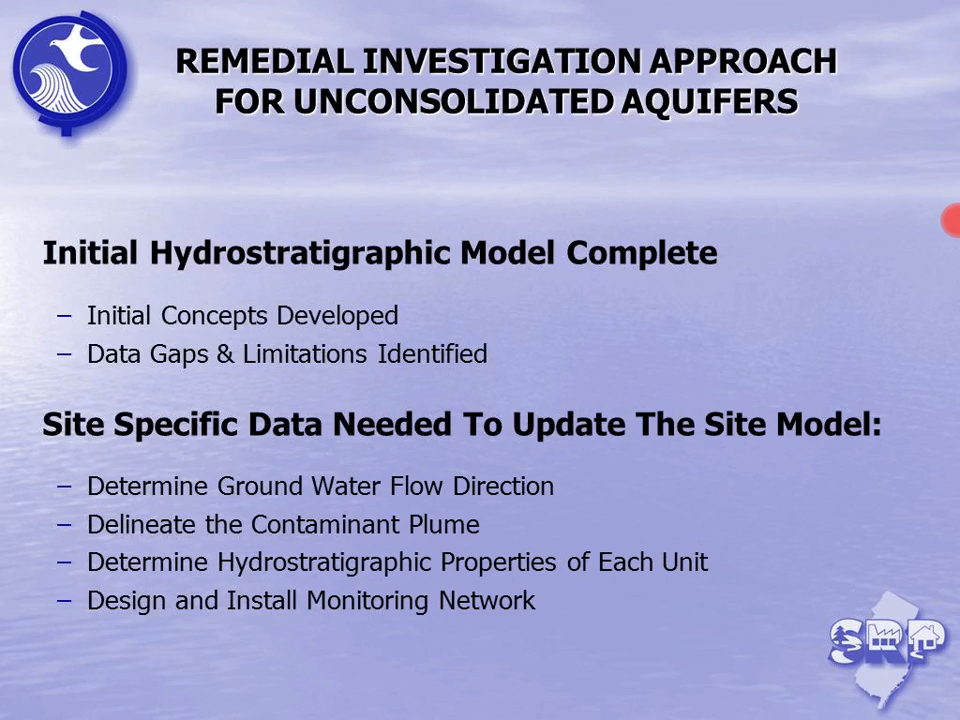 REMEDIAL INVESTIGATION APPROACH
FOR UNCONSOLIDATED AQUIFERS
Initial Hydrostratigraphic Model Complete
– Initial Concepts Developed
– Data Gaps & Limitations Identified
Site Specific Data Needed To Update The Site Model:
– Determine Ground Water Flow Direction
– Delineate the Contaminant Plume
– Determine Hydrostratigraphic Properties of Each Unit
– Design and Install Monitoring Network
SRP